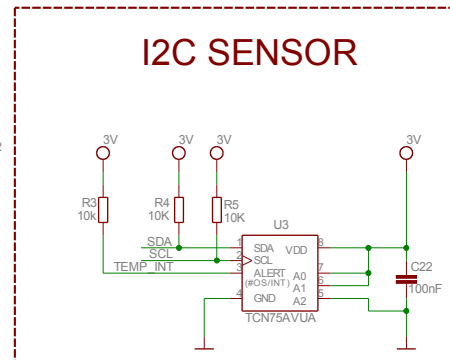 I2C SENSOR
3V 3V 3V 3V
R3
10k
R4
10K
R5
10K
U3
SDA
SCL
TEMP_INT
1 SDA VDD 8
2 SCL
3 ALERT A0 7
(#OS/INT) A1 6
4 GND A2 5
TCN75AVUA
C22
100nF